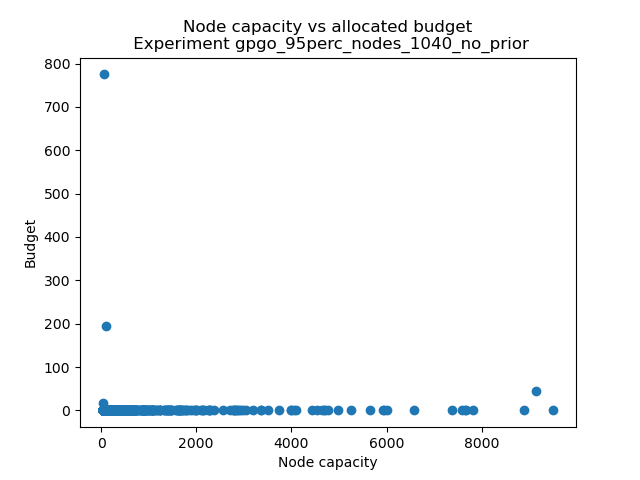 Node capacity vs allocated budget
Experiment gpgo_95perc_nodes_1040_no_prior
800
700
600
500
400
300
200
100
0
Budget
0 2000 4000 6000 8000
Node capacity